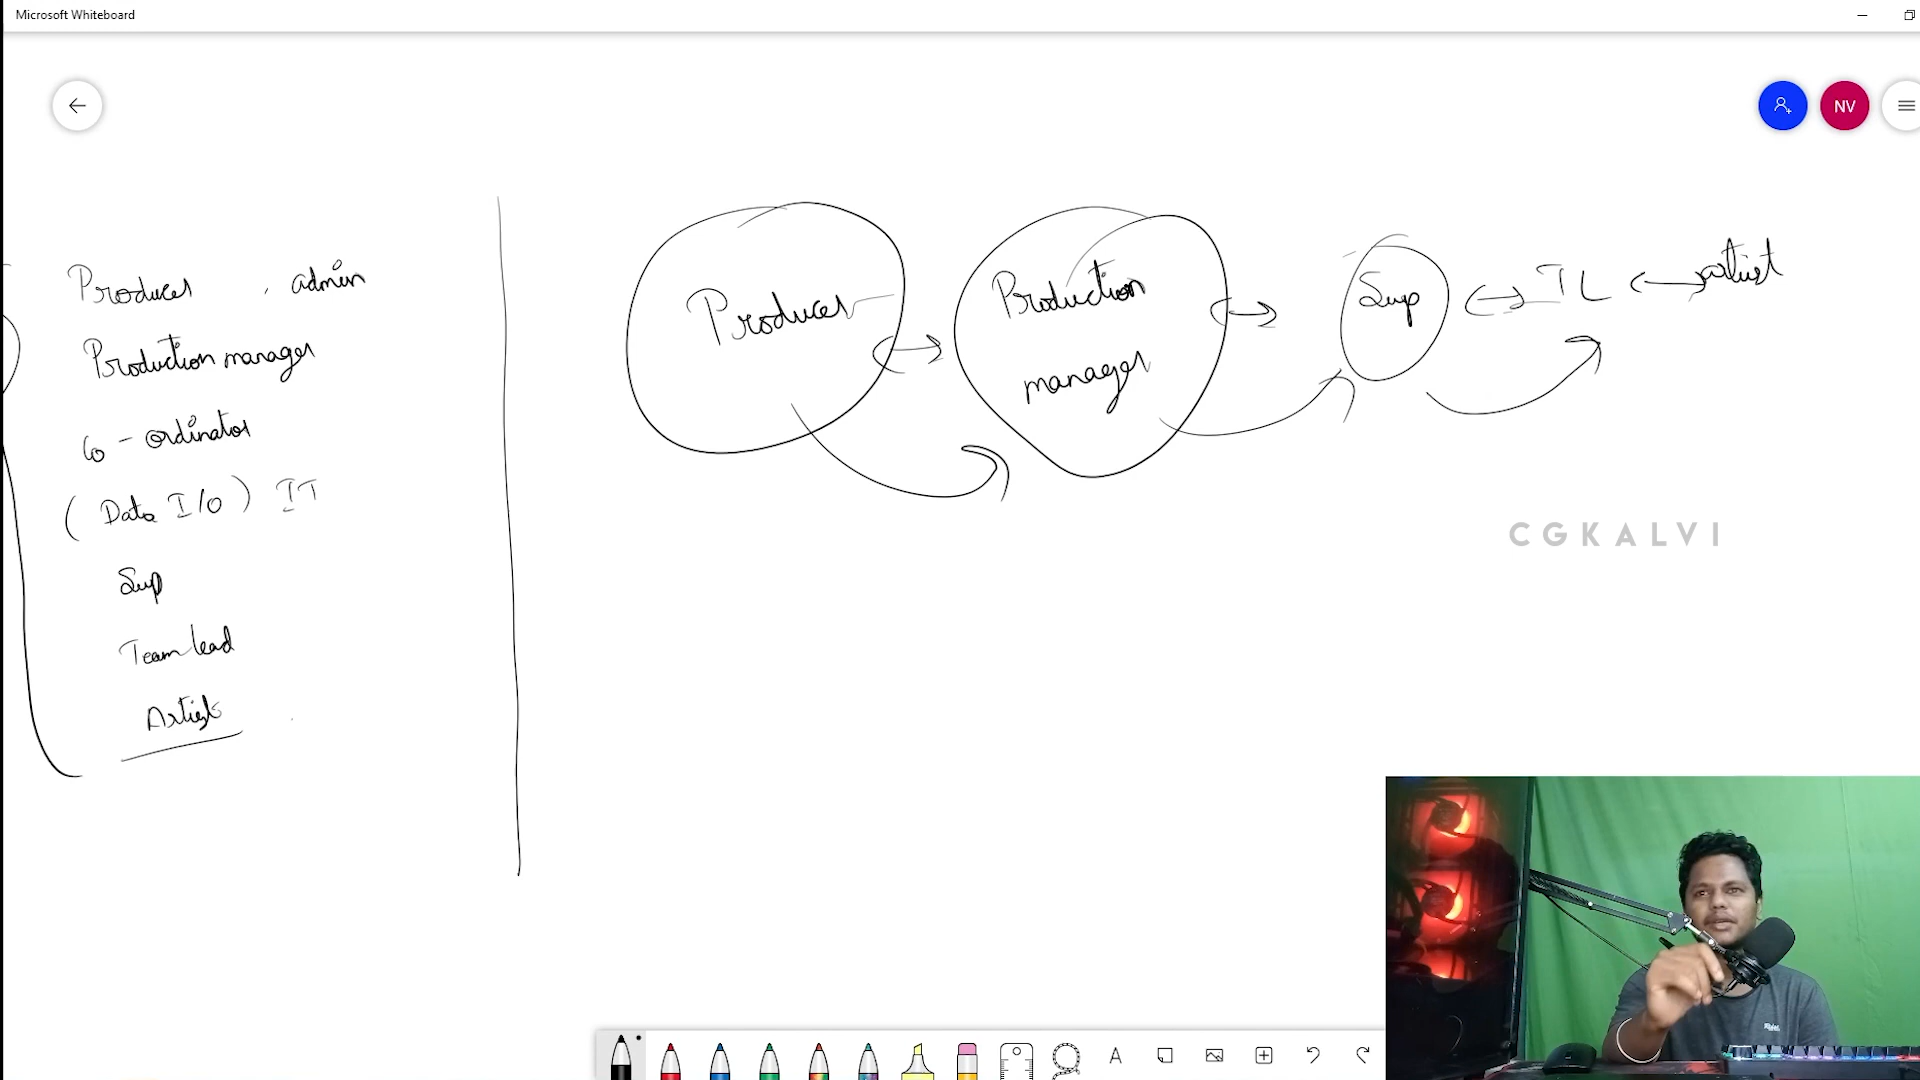 Microsoft Whiteboard
NV
Producer , admin
Production manager
Co-ordinator
(Data I/O) IT
Sup
Team lead
Artists
Producer
Production
manager
Sup
TL
artist
CGKALVI
A